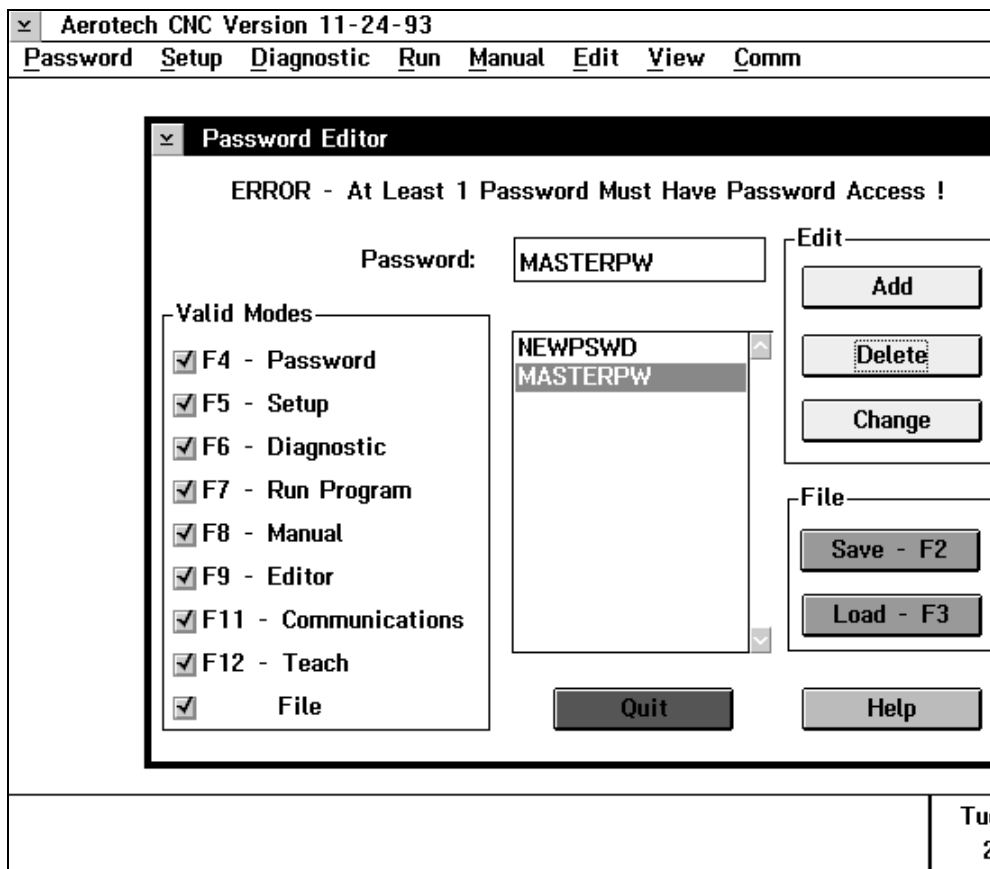 Aerotech CNC Version 11-24-93
Password Setup Diagnostic Run Manual Edit View Comm
Password Editor
ERROR - At Least 1 Password Must Have Password Access !
Password: MASTERPW
Valid Modes
F4 - Password
F5 - Setup
F6 - Diagnostic
F7 - Run Program
F8 - Manual
F9 - Editor
F11 - Communications
F12 - Teach
File
NEWPSWD
MASTERPW
Quit
Edit
Add
Delete
Change
File
Save - F2
Load - F3
Help